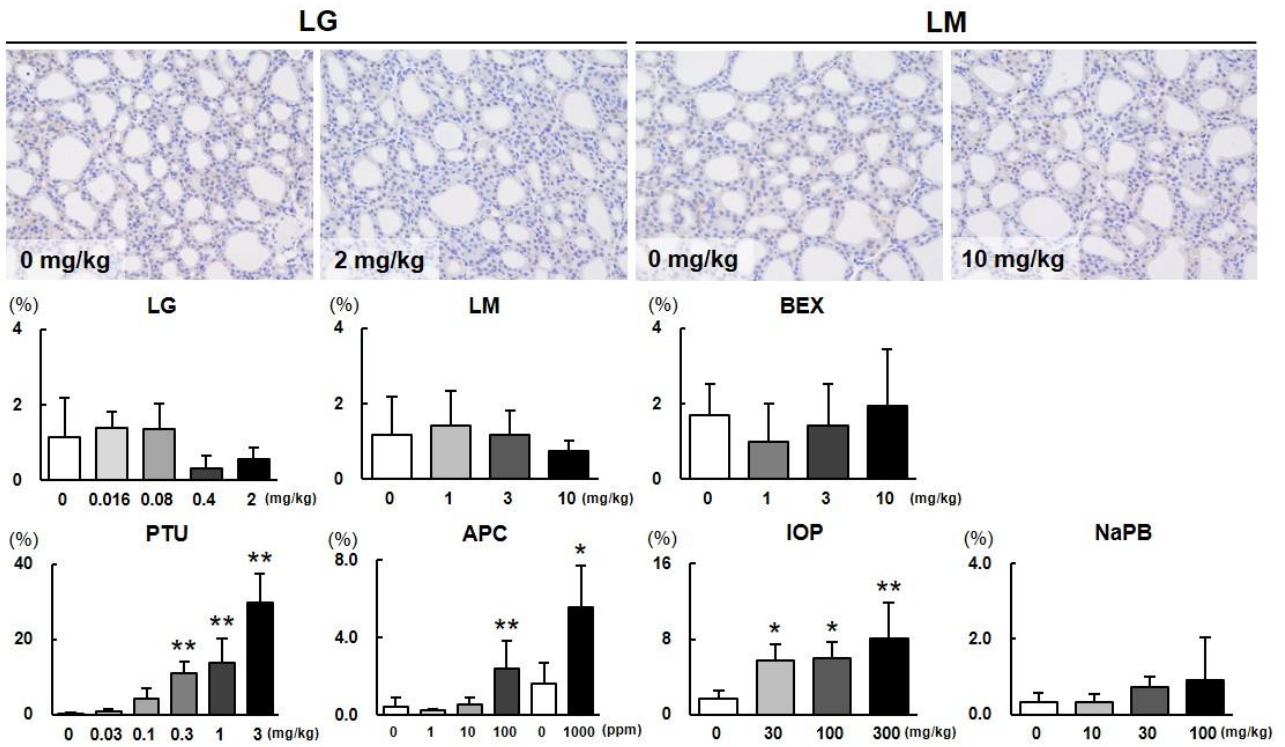 LG LM
0 mg/kg 2 mg/kg 0 mg/kg 10 mg/kg
(%) LG
4
2
0
0 0.016 0.08 0.4 2 (mg/kg)
(%) LM
4
2
0
0 1 3 10 (mg/kg)
(%) BEX
4
2
0
0 1 3 10 (mg/kg)
(%) PTU
40
20
0
** ** **
0 0.03 0.1 0.3 1 3 (mg/kg)
(%) APC
8.0
4.0
0.0
** *
0 1 10 100 0 1000 (ppm)
(%) IOP
16
8
0
* * **
0 30 100 300 (mg/kg)
(%) NaPB
4.0
2.0
0.0
0 10 30 100 (mg/kg)